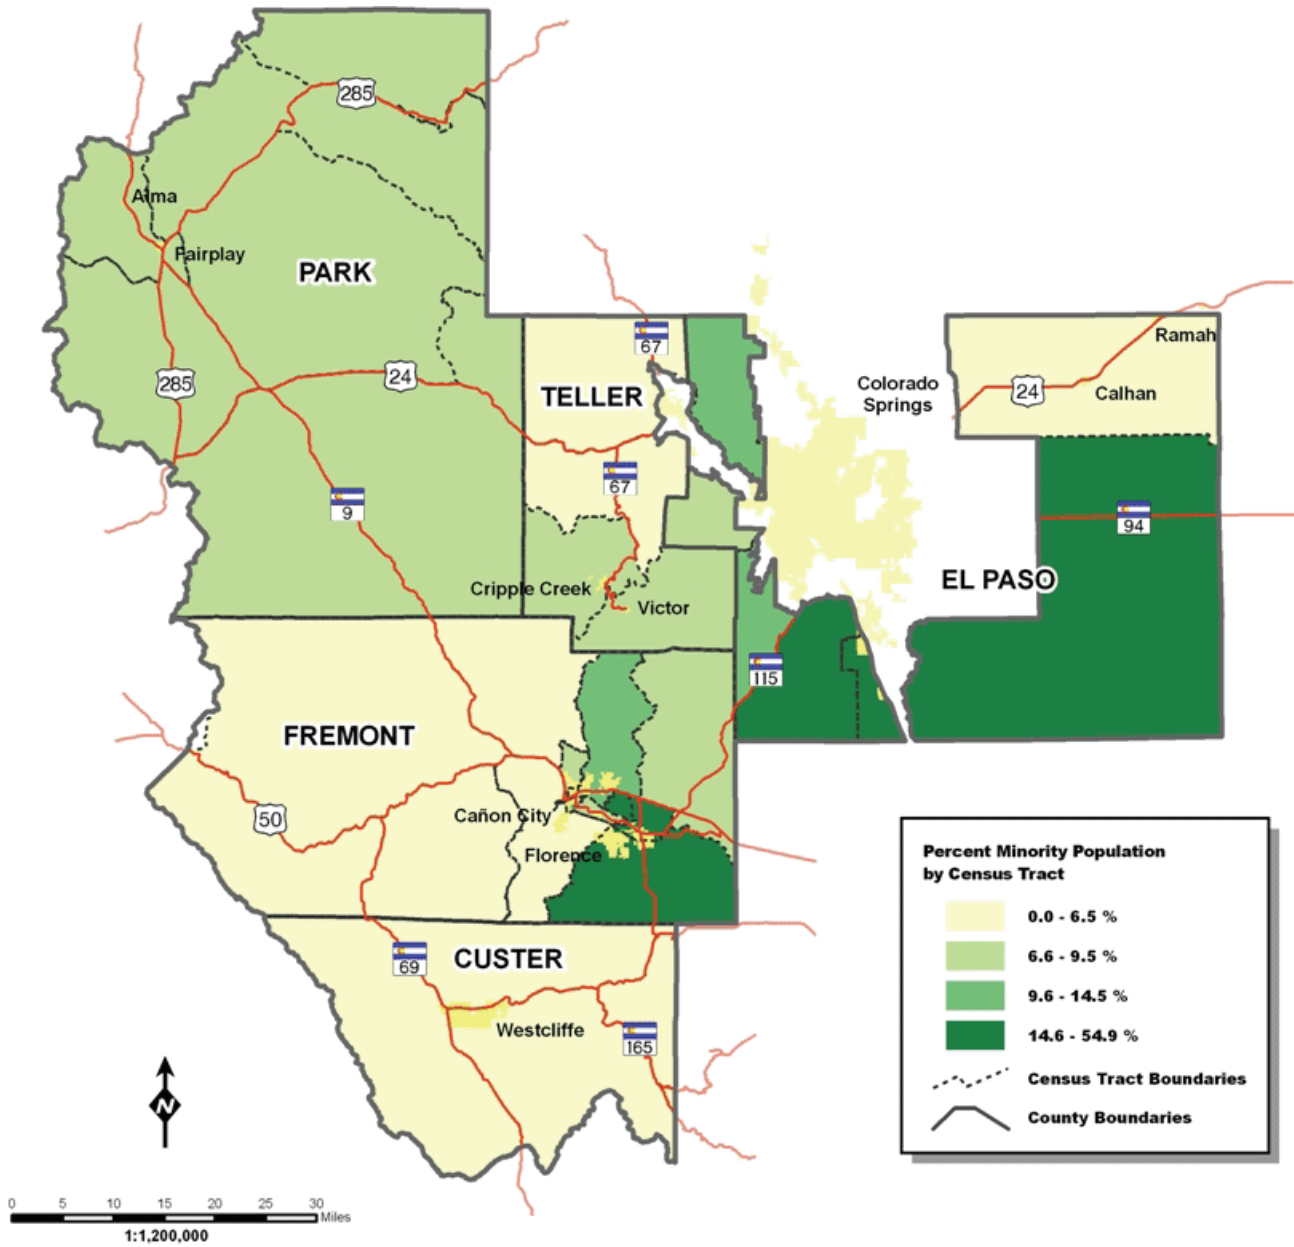 285
Alma
Fairplay
PARK
67
Ramah
285
24
TELLER
Colorado
Springs
24
Calhan
67
9
94
Cripple Creek
Victor
EL PASO
115
FREMONT
50
Cañon City
Florence
CUSTER
69
Westcliffe
165
Percent Minority Population
by Census Tract
0.0 - 6.5 %
6.6 - 9.5 %
9.6 - 14.5 %
14.6 - 54.9 %
Census Tract Boundaries
County Boundaries
N
0 5 10 15 20 25 30
Miles
1:1,200,000